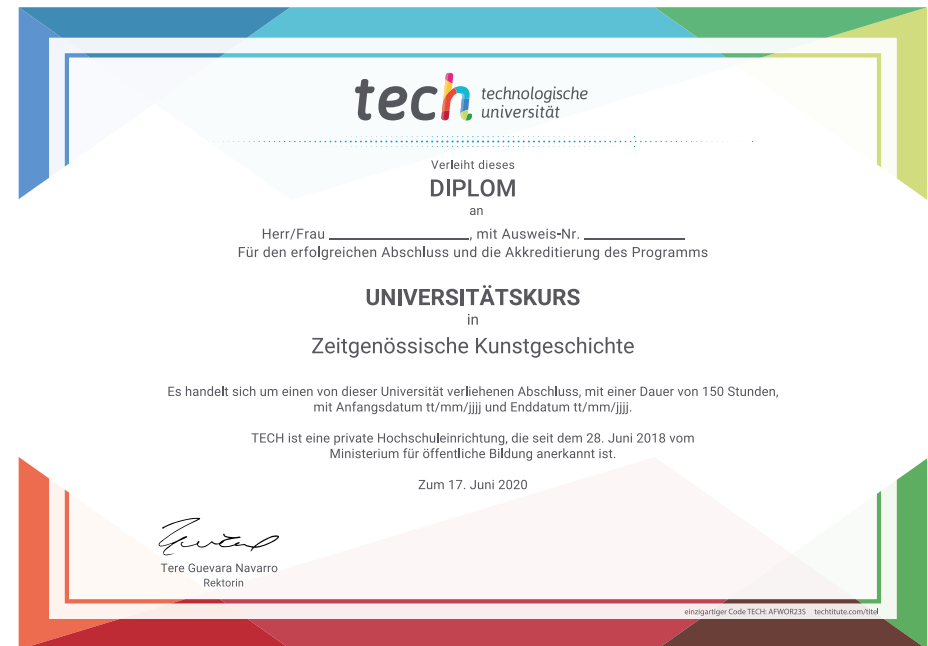 tech technologische
universität
Verleiht dieses
DIPLOM
an
Herr/Frau ____________, mit Ausweis-Nr. ____________
Für den erfolgreichen Abschluss und die Akkreditierung des Programms
UNIVERSITÄTSKURS
in
Zeitgenössische Kunstgeschichte
Es handelt sich um einen von dieser Universität verliehenen Abschluss, mit einer Dauer von 150 Stunden,
mit Anfangsdatum tt/mm/jjjj und Enddatum tt/mm/jjjj.
TECH ist eine private Hochschuleinrichtung, die seit dem 28. Juni 2018 vom
Ministerium für öffentliche Bildung anerkannt ist.
Zum 17. Juni 2020
Tere Guevara Navarro
Rektorin
einzigartiger Code TECH: AFWOR23S techtitute.com/titel